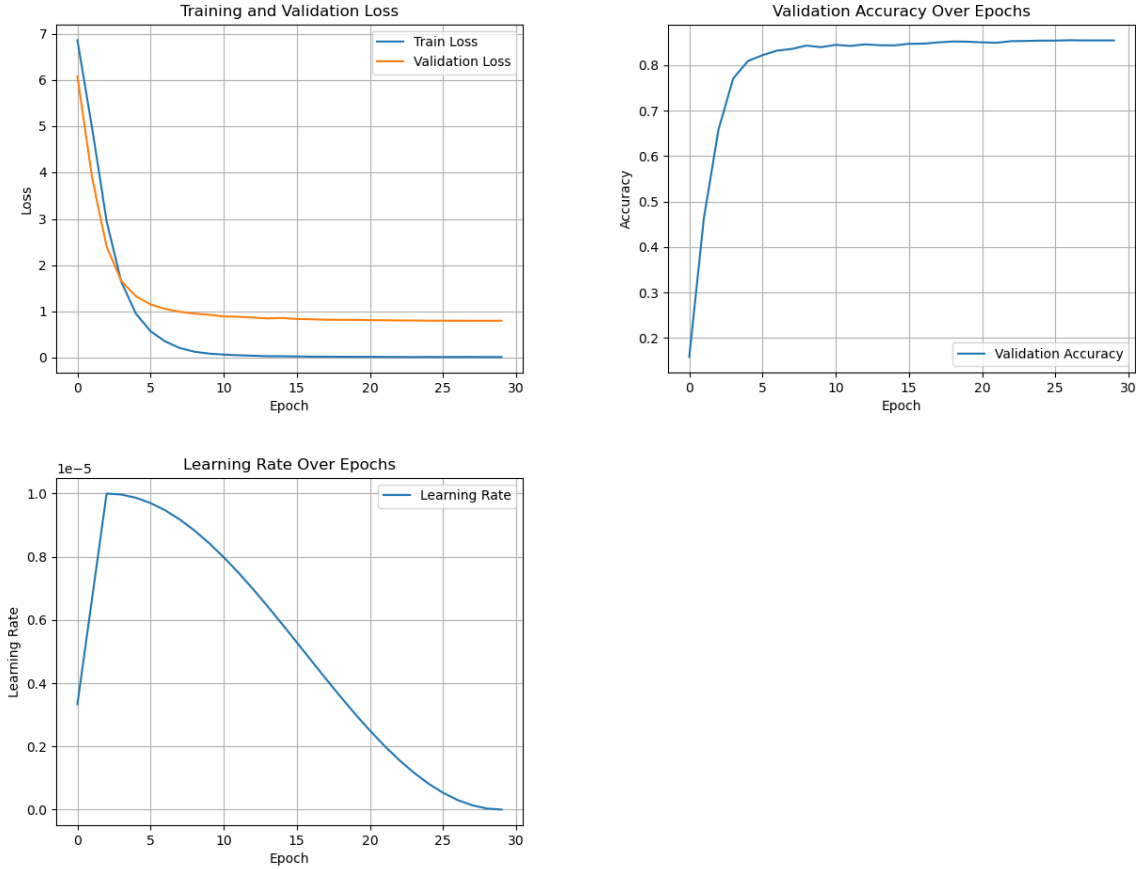 Training and Validation Loss
7
6
5
4
3
2
1
0
Loss
Train Loss
Validation Loss
0 5 10 15 20 25 30
Epoch
Validation Accuracy Over Epochs
0.8
0.7
0.6
0.5
0.4
0.3
0.2
Accuracy
Validation Accuracy
0 5 10 15 20 25 30
Epoch
Learning Rate Over Epochs
1e−5
1.0
0.8
0.6
0.4
0.2
0.0
Learning Rate
Learning Rate
0 5 10 15 20 25 30
Epoch